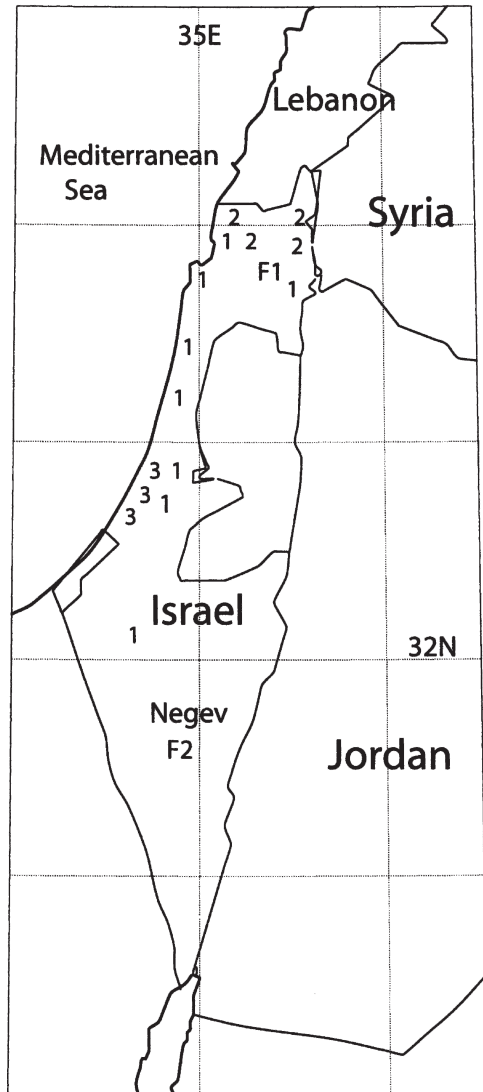 35E
Lebanon
Mediterranean
Sea
Syria
2 2
1 2 2
F1
1 1
1
1
3 1
3 1
3
Israel
1
32N
Negev
F2
Jordan